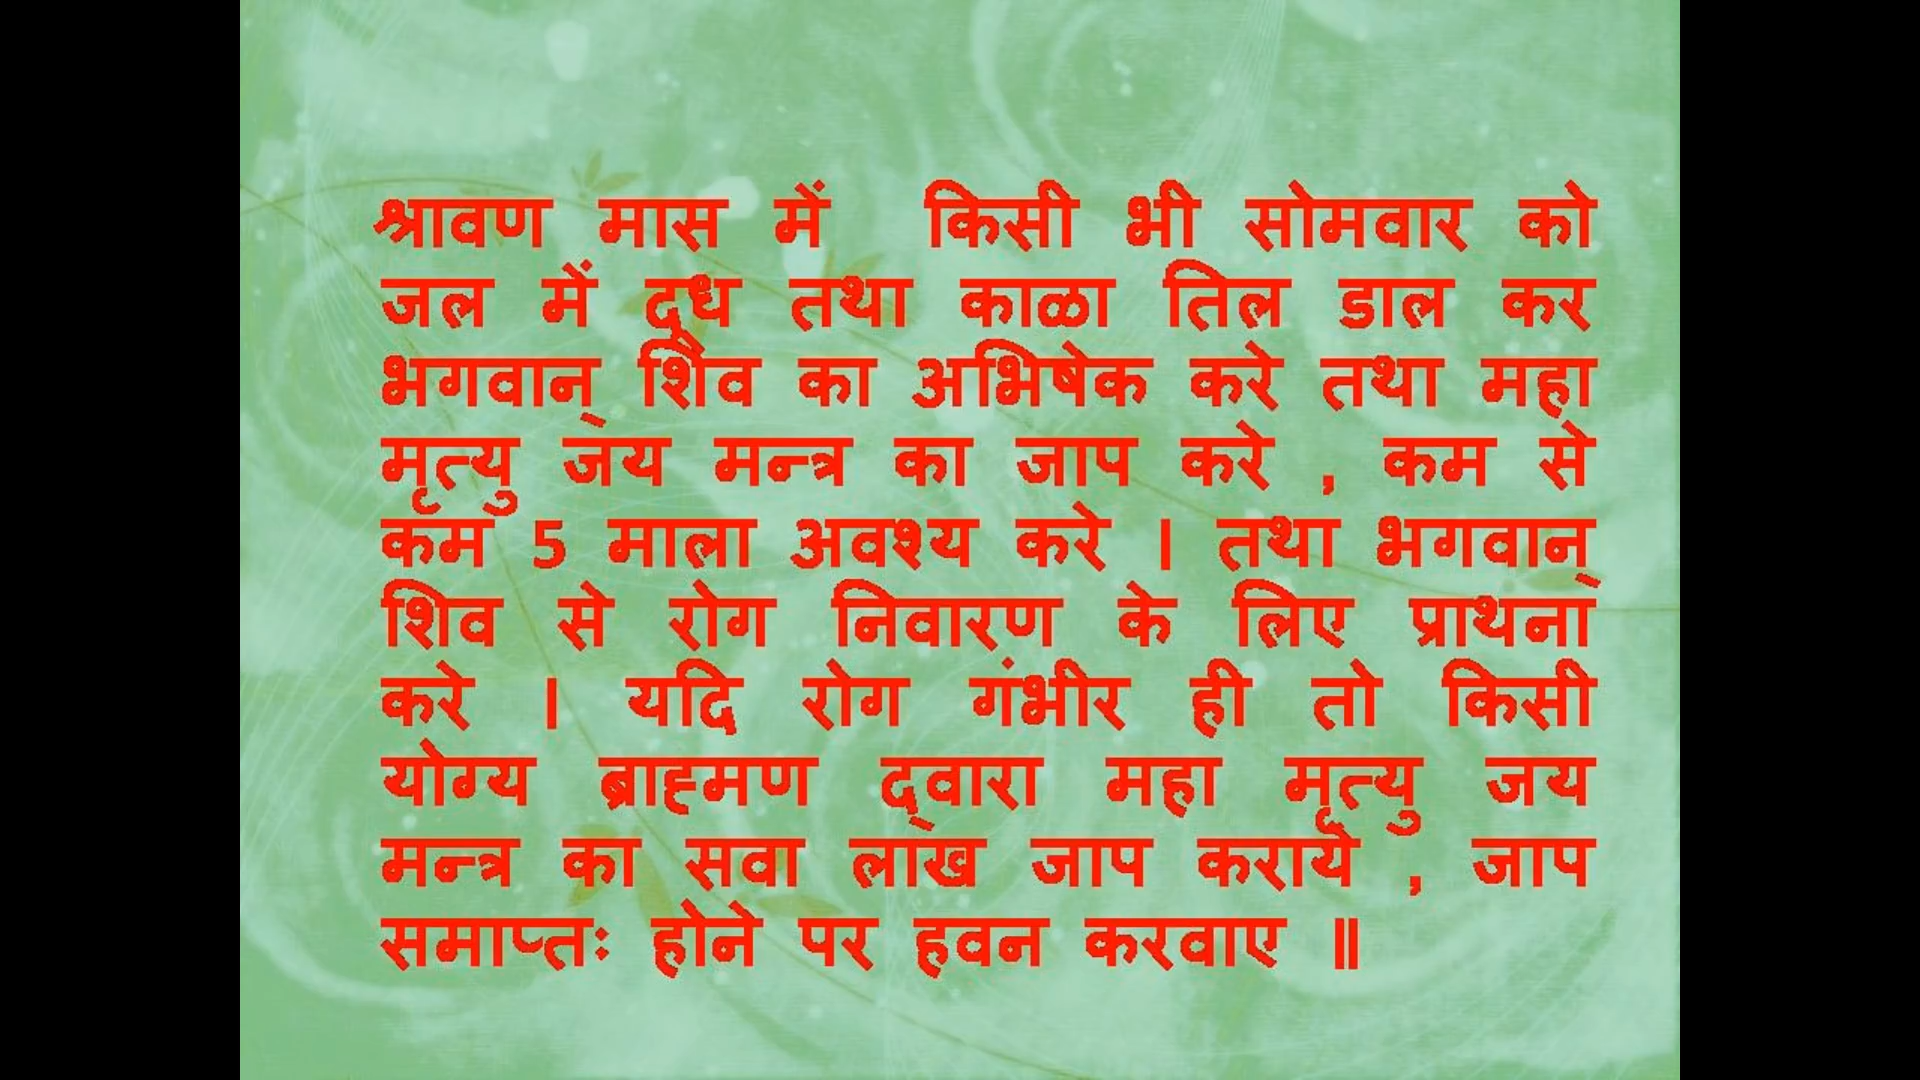 श्रावण मास में किसी भी सोमवार को
जल में दूध तथा काळा तिल डाल कर
भगवान् शिव का अभिषेक करे तथा महा
मृत्यु जय मन्त्र का जाप करे , कम से
कम 5 माला अवश्य करे । तथा भगवान्
शिव से रोग निवारण के लिए प्राथना
करे । यदि रोग गंभीर ही तो किसी
योग्य ब्राह्मण द्वारा महा मृत्यु जय
मन्त्र का सवा लाख जाप कराये , जाप
समाप्तः होने पर हवन करवाए ॥